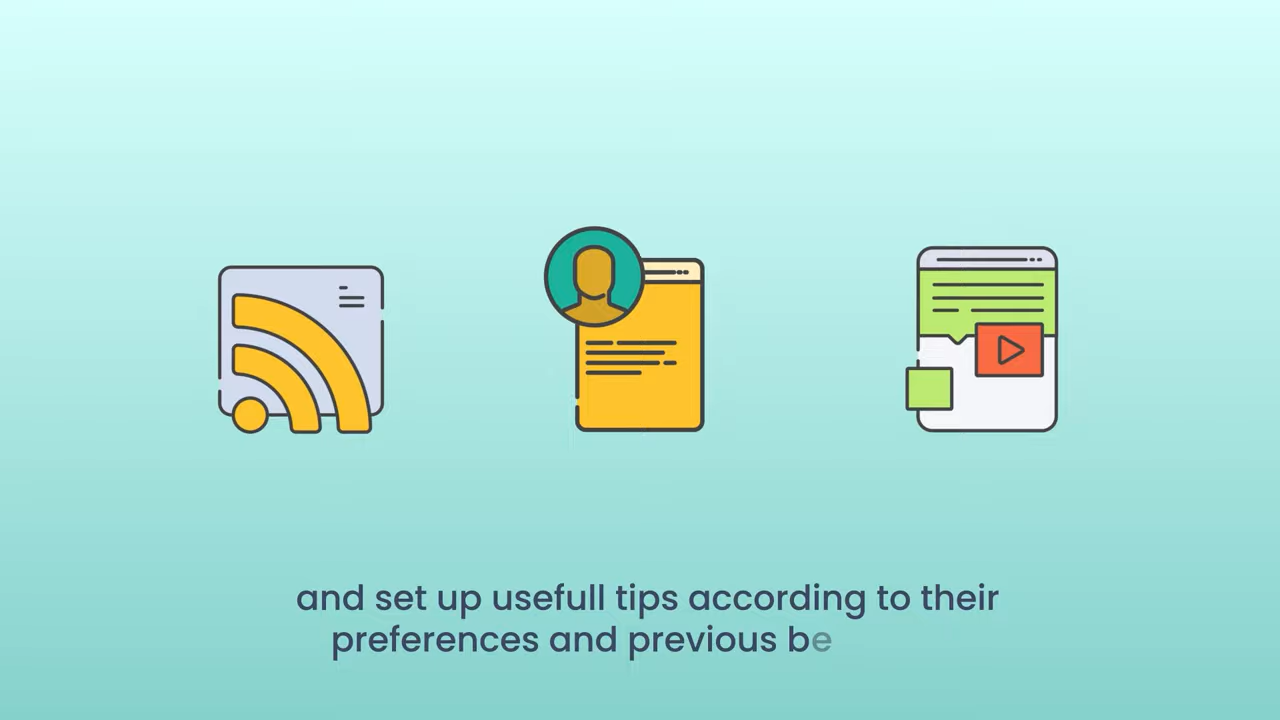 and set up usefull tips according to their
preferences and previous be